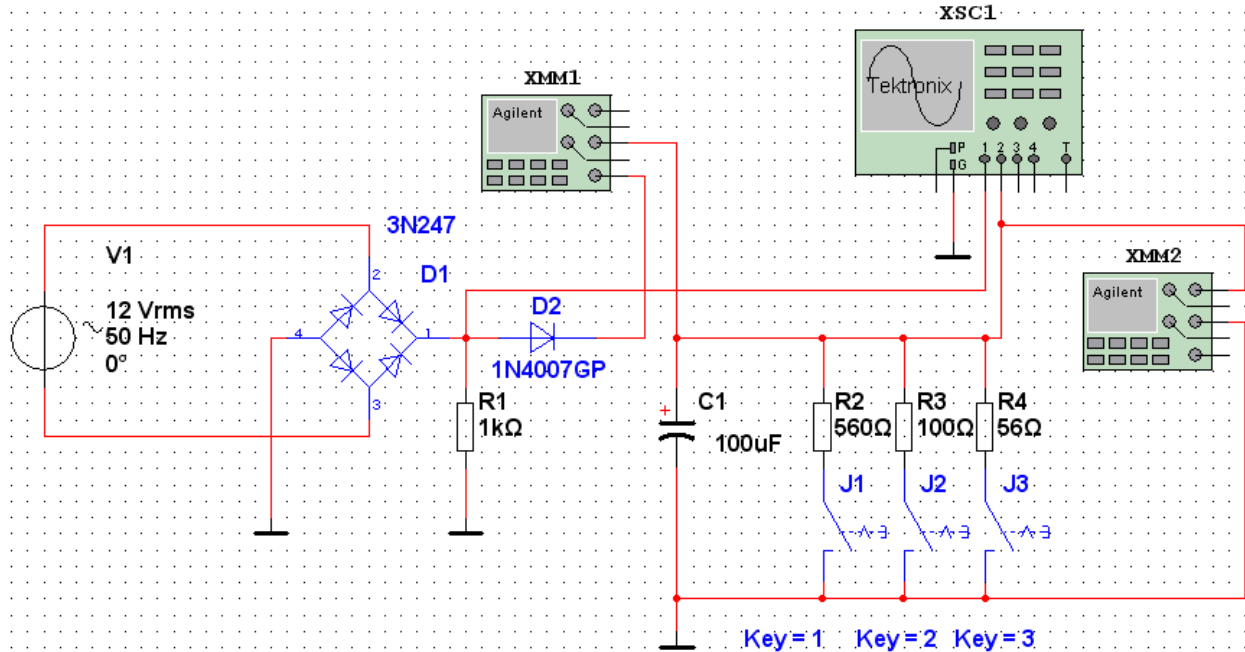 XSC1
XMM1
Tektronix
Agilent
P
G
1 2 3 4 T
3N247
V1
XMM2
2
D1
Agilent
12 Vrms
50 Hz
0°
D2
4
1
1N4007GP
3
R1
1kΩ
C1
+
100uF
R2
560Ω
R3
100Ω
R4
56Ω
J1
J2
J3
Key = 1
Key = 2
Key = 3